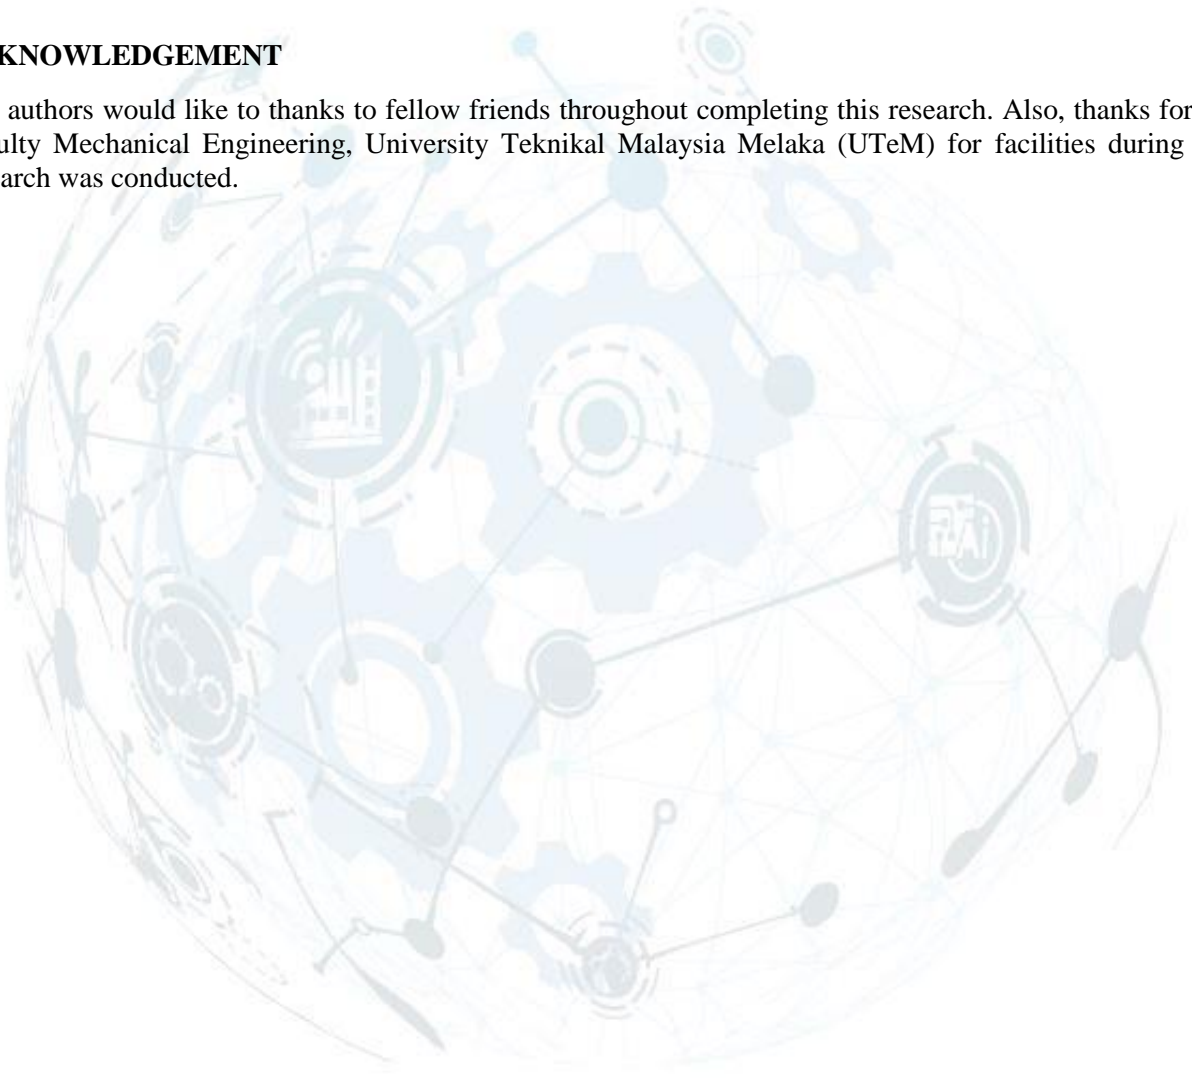 KNOWLEDGEMENT
authors would like to thanks to fellow friends throughout completing this research. Also, thanks for
ulty Mechanical Engineering, University Teknikal Malaysia Melaka (UTeM) for facilities during
arch was conducted.